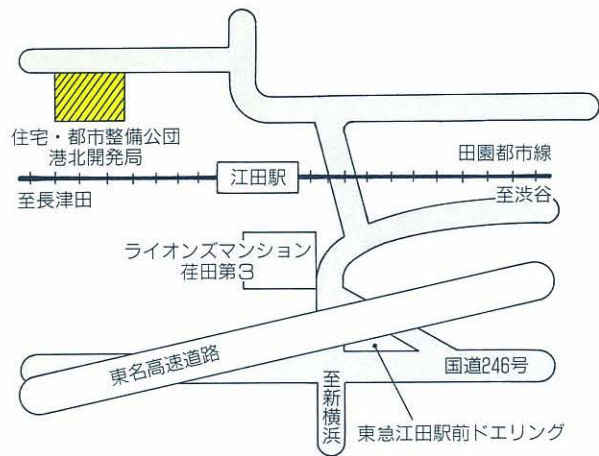 住宅・都市整備公団
港北開発局
田園都市線
江田駅
至長津田
至渋谷
ライオンズマンション
荏田第3
東名高速道路
国道246号
至新横浜
東急江田駅前ドエリング